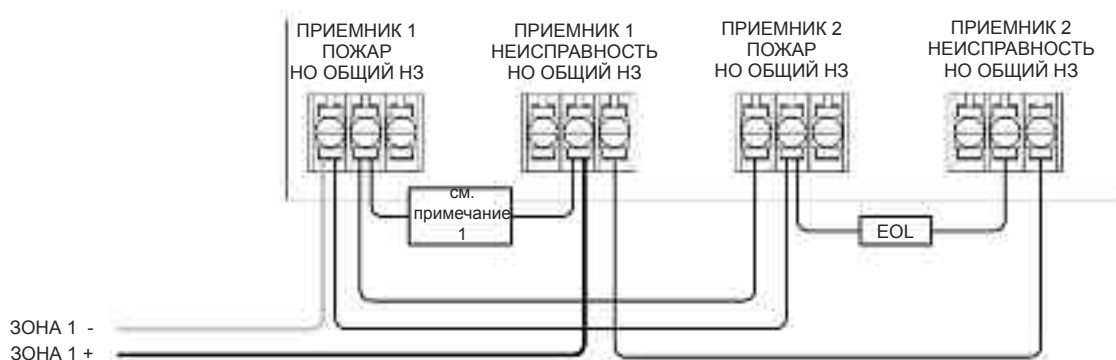 ПРИЕМНИК 1
ПОЖАР
НО ОБЩИЙ НЗ
ПРИЕМНИК 1
НЕИСПРАВНОСТЬ
НО ОБЩИЙ НЗ
ПРИЕМНИК 2
ПОЖАР
НО ОБЩИЙ НЗ
ПРИЕМНИК 2
НЕИСПРАВНОСТЬ
НО ОБЩИЙ НЗ
см.
примечание
1
EOL
ЗОНА 1 -
ЗОНА 1 +